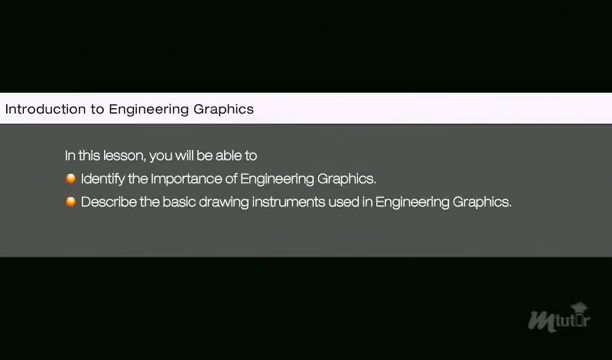 Introduction to Engineering Graphics
In this lesson, you will be able to
Identify the Importance of Engineering Graphics.
Describe the basic drawing instruments used in Engineering Graphics.
Mtutor